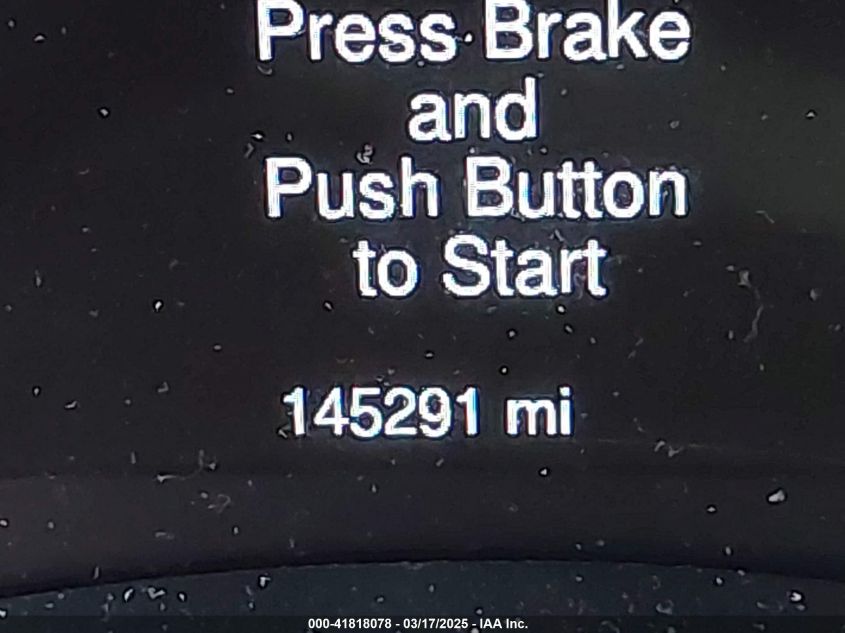 Press Brake
and
Push Button
to Start
145291 mi
000-41818078 - 03/17/2025 - IAA Inc.